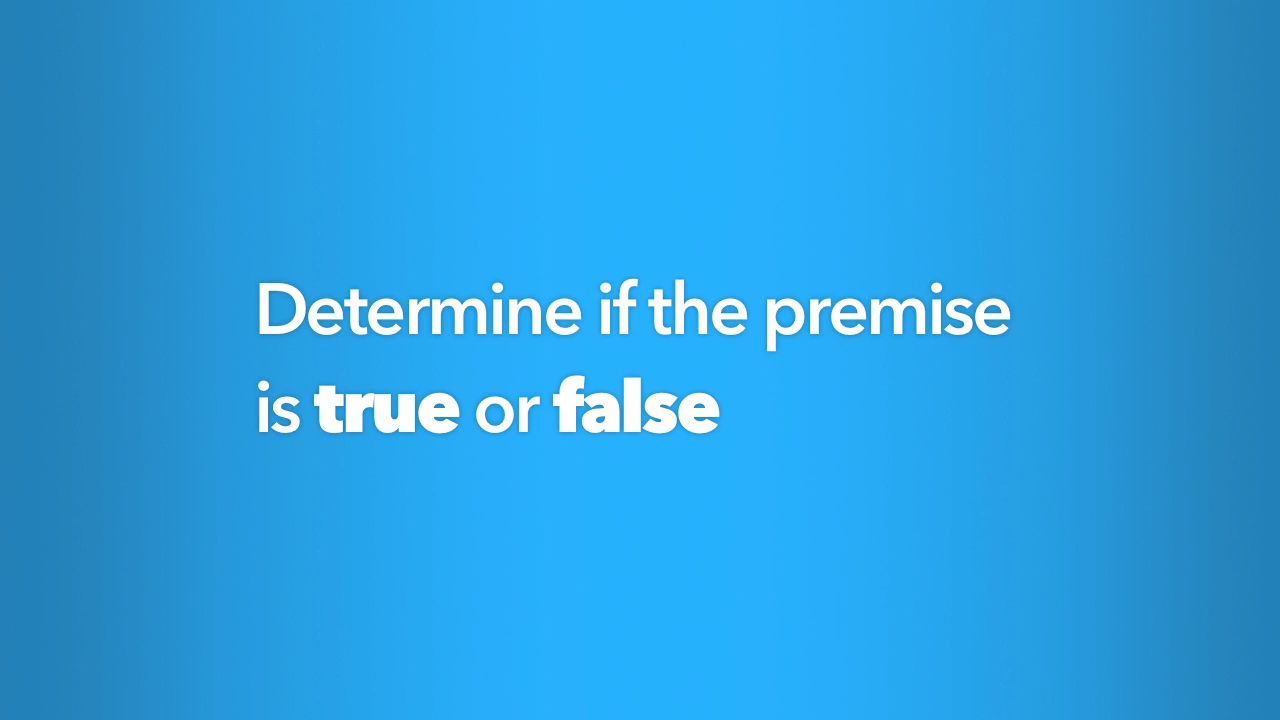 Determine if the premise
is true or false